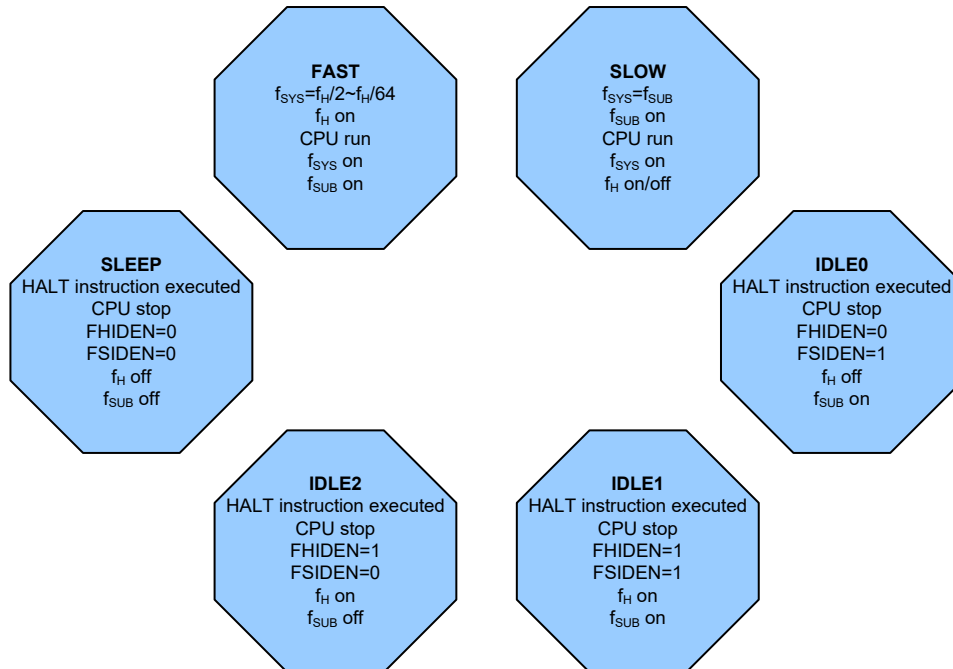 FAST
fSYS=fH/2~fH/64
fH on
CPU run
fSYS on
fSUB on
SLOW
fSYS=fSUB
fSUB on
CPU run
fSYS on
fH on/off
SLEEP
HALT instruction executed
CPU stop
FHIDEN=0
FSIDEN=0
fH off
fSUB off
IDLE0
HALT instruction executed
CPU stop
FHIDEN=0
FSIDEN=1
fH off
fSUB on
IDLE2
HALT instruction executed
CPU stop
FHIDEN=1
FSIDEN=0
fH on
fSUB off
IDLE1
HALT instruction executed
CPU stop
FHIDEN=1
FSIDEN=1
fH on
fSUB on